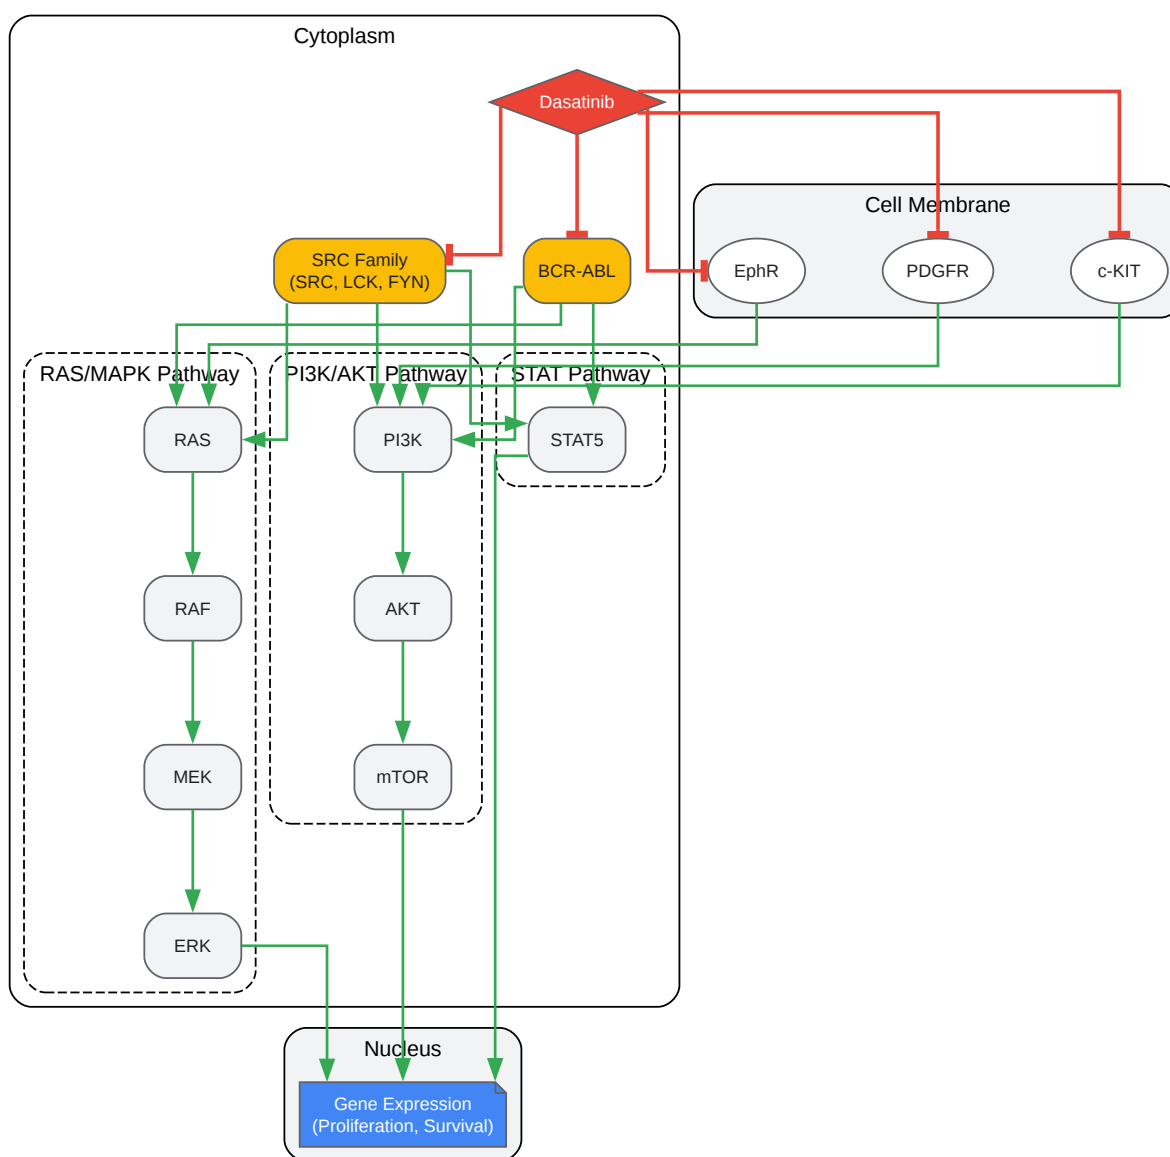 Cytoplasm
Dasatinib
Cell Membrane
SRC Family
(SRC, LCK, FYN)
BCR-ABL
EphR
PDGFR
c-KIT
RAS/MAPK Pathway
PI3K/AKT Pathway
STAT Pathway
RAS
PI3K
STAT5
RAF
AKT
MEK
mTOR
ERK
Nucleus
Gene Expression
(Proliferation, Survival)